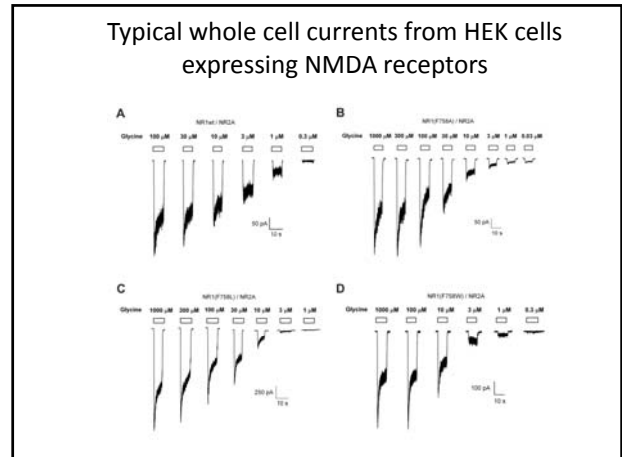 Typical whole cell currents from HEK cells
expressing NMDA receptors
A
NR1wt / NR2A
Glycine 100 µM 30 µM 10 µM 3 µM 1 µM 0.3 µM
50 pA
10 s
B
NR1(F758A) / NR2A
Glycine 1000 µM 300 µM 100 µM 30 µM 10 µM 3 µM 1 µM 0.03 µM
50 pA
10 s
C
NR1(F758L) / NR2A
Glycine 1000 µM 300 µM 100 µM 30 µM 10 µM 3 µM 1 µM
250 pA
10 s
D
NR1(F758W) / NR2A
Glycine 1000 µM 100 µM 10 µM 3 µM 1 µM 0.3 µM
100 pA
10 s